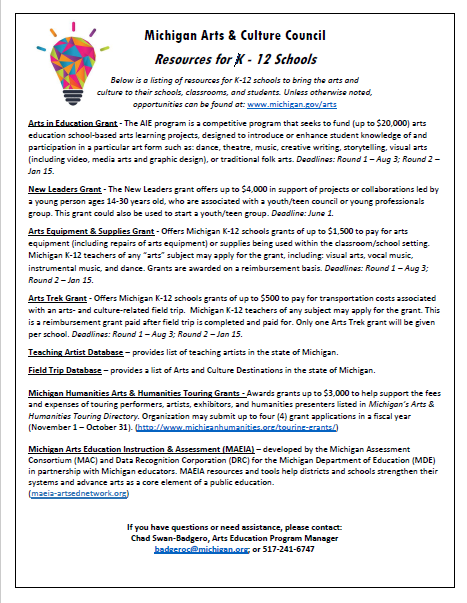 Michigan Arts & Culture Council
Resources for K - 12 Schools
Below is a listing of resources for K-12 schools to bring the arts and
culture to their schools, classrooms, and students. Unless otherwise noted,
opportunities can be found at: www.michigan.gov/arts
Arts in Education Grant - The AIE program is a competitive program that seeks to fund (up to $20,000) arts
education school-based arts learning projects, designed to introduce or enhance student knowledge of and
participation in a particular art form such as: dance, theatre, music, creative writing, storytelling, visual arts
(including video, media arts and graphic design), or traditional folk arts. Deadlines: Round 1 – Aug 3; Round 2 –
Jan 15.
New Leaders Grant - The New Leaders grant offers up to $4,000 in support of projects or collaborations led by
a young person ages 14-30 years old, who are associated with a youth/teen council or young professionals
group. This grant could also be used to start a youth/teen group. Deadline: June 1.
Arts Equipment & Supplies Grant - Offers Michigan K-12 schools grants of up to $1,500 to pay for arts
equipment (including repairs of arts equipment) or supplies being used within the classroom/school setting.
Michigan K-12 teachers of any "arts" subject may apply for the grant, including: visual arts, vocal music,
instrumental music, and dance. Grants are awarded on a reimbursement basis. Deadlines: Round 1 – Aug 3;
Round 2 – Jan 15.
Arts Trek Grant - Offers Michigan K-12 schools grants of up to $500 to pay for transportation costs associated
with an arts- and culture-related field trip. Michigan K-12 teachers of any subject may apply for the grant. This
is a reimbursement grant paid after field trip is completed and paid for. Only one Arts Trek grant will be given
per school. Deadlines: Round 1 – Aug 3; Round 2 – Jan 15.
Teaching Artist Database – provides list of teaching artists in the state of Michigan.
Field Trip Database – provides a list of Arts and Culture Destinations in the state of Michigan.
Michigan Humanities Arts & Humanities Touring Grants - Awards grants up to $3,000 to help support the fees
and expenses of touring performers, artists, exhibitors, and humanities presenters listed in Michigan's Arts &
Humanities Touring Directory. Organization may submit up to four (4) grant applications in a fiscal year
(November 1 – October 31). (http://www.michiganhumanities.org/touring-grants/)
Michigan Arts Education Instruction & Assessment (MAEIA) – developed by the Michigan Assessment
Consortium (MAC) and Data Recognition Corporation (DRC) for the Michigan Department of Education (MDE)
in partnership with Michigan educators. MAEIA resources and tools help districts and schools strengthen their
systems and advance arts as a core element of a public education.
(maeia-artsednetwork.org)
If you have questions or need assistance, please contact:
Chad Swan-Badgero, Arts Education Program Manager
badgeroc@michigan.org; or 517-241-6747